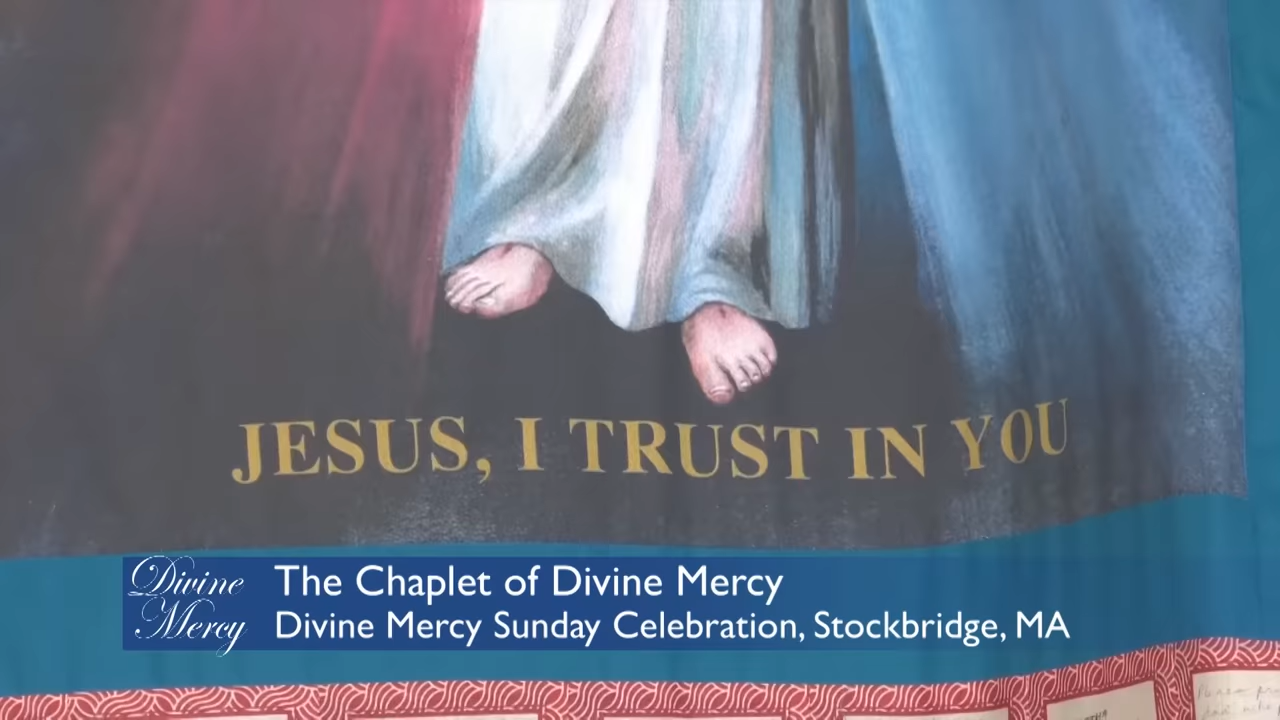 JESUS, I TRUST IN YOU
Divine
Mercy
The Chaplet of Divine Mercy
Divine Mercy Sunday Celebration, Stockbridge, MA